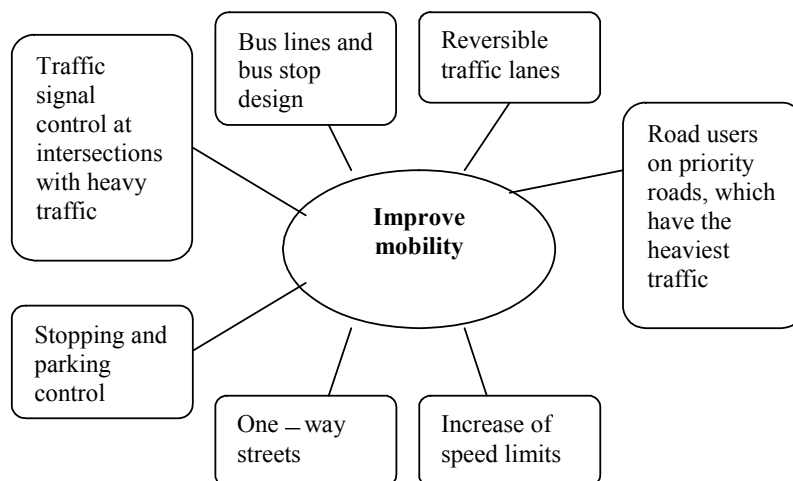 Bus lines and
bus stop
design
Reversible
traffic lanes
Traffic
signal
control at
intersections
with heavy
traffic
Road users
on priority
roads, which
have the
heaviest
traffic
Improve
mobility
Stopping and
parking
control
One – way
streets
Increase of
speed limits